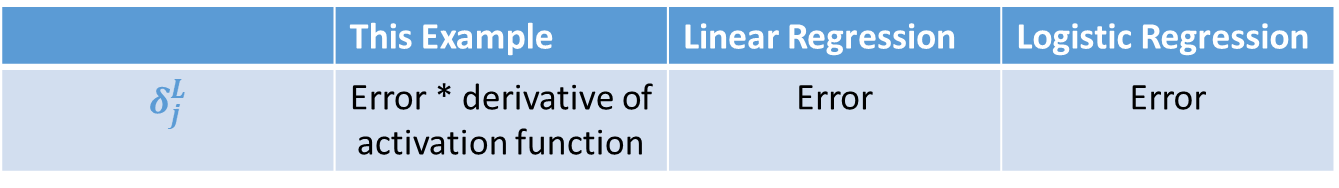 This Example Linear Regression Logistic Regression
δ_j^L Error * derivative of activation function Error Error